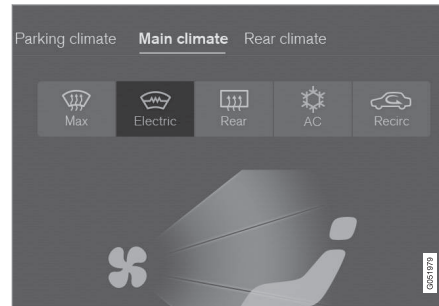 Parking climate Main climate Rear climate
Max Electric Rear AC Recirc
G051979